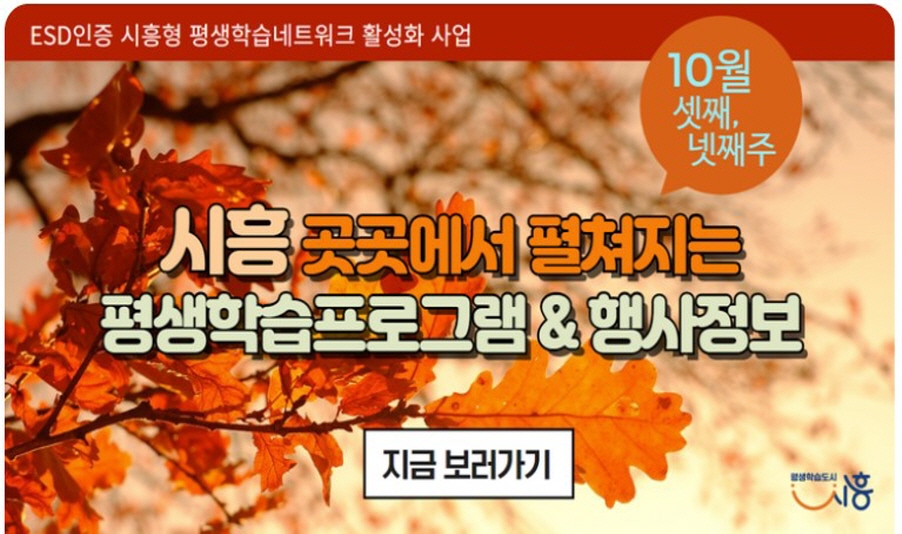 ESD인증 시흥형 평생학습네트워크 활성화 사업
10월
셋째,
넷째주
시흥 곳곳에서 펼쳐지는
평생학습프로그램 & 행사정보
지금 보러가기
평생학습도시
시흥